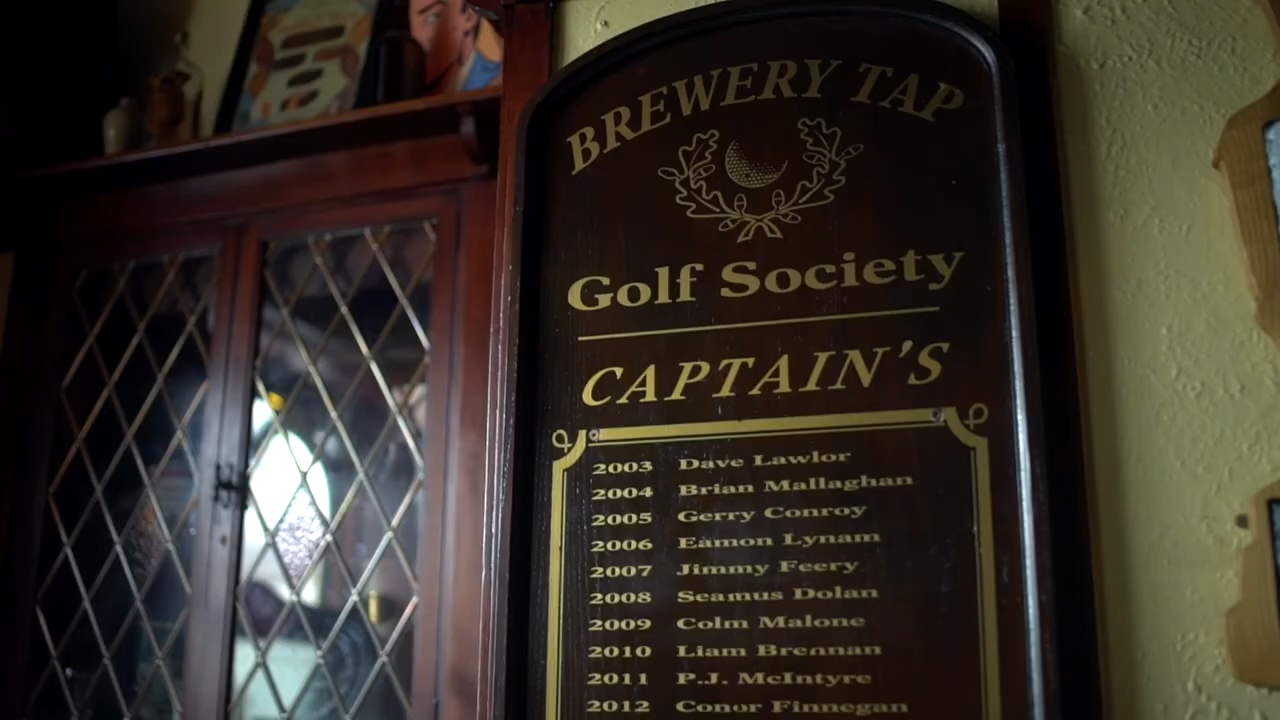 BREWERY TAP
Golf Society
CAPTAIN'S
2003 Dave Lawlor
2004 Brian Mallaghan
2005 Gerry Conroy
2006 Eamon Lynam
2007 Jimmy Feery
2008 Seamus Dolan
2009 Colm Malone
2010 Liam Brennan
2011 P.J. McIntyre
2012 Conor Finnegan